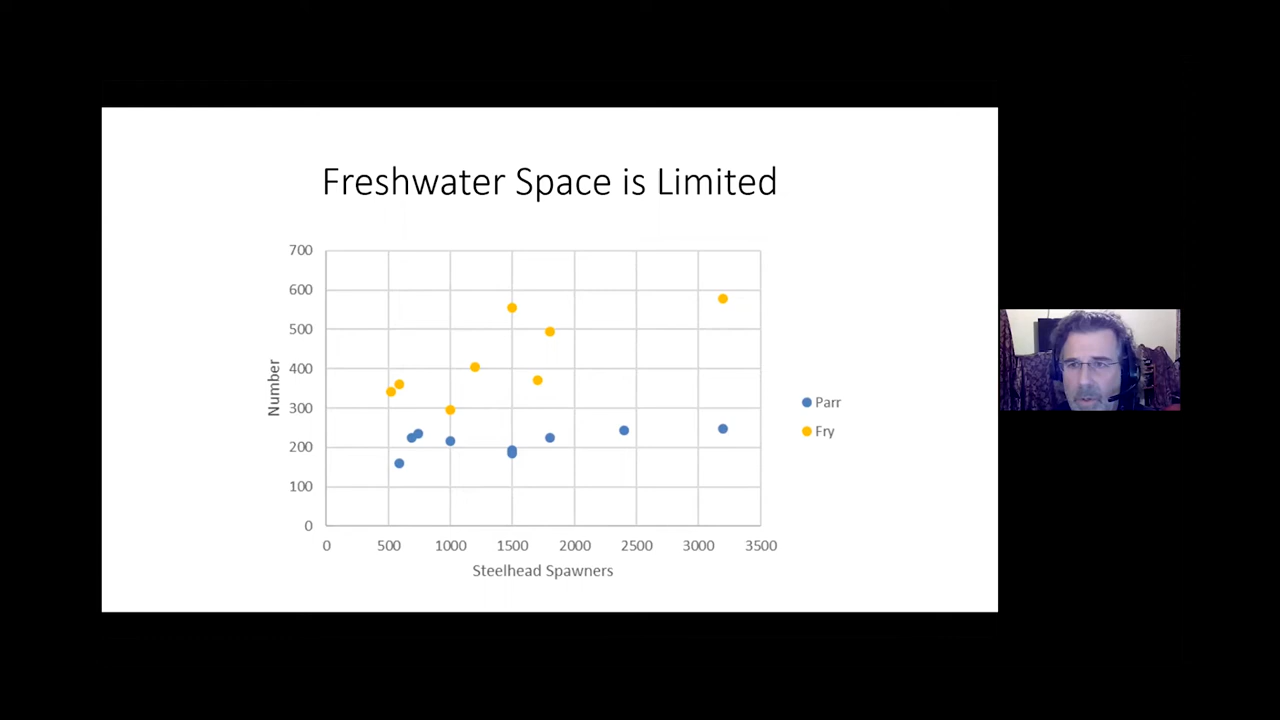 Freshwater Space is Limited
700
600
500
400
300
200
100
0
Number
0 500 1000 1500 2000 2500 3000 3500
Steelhead Spawners
Parr
Fry